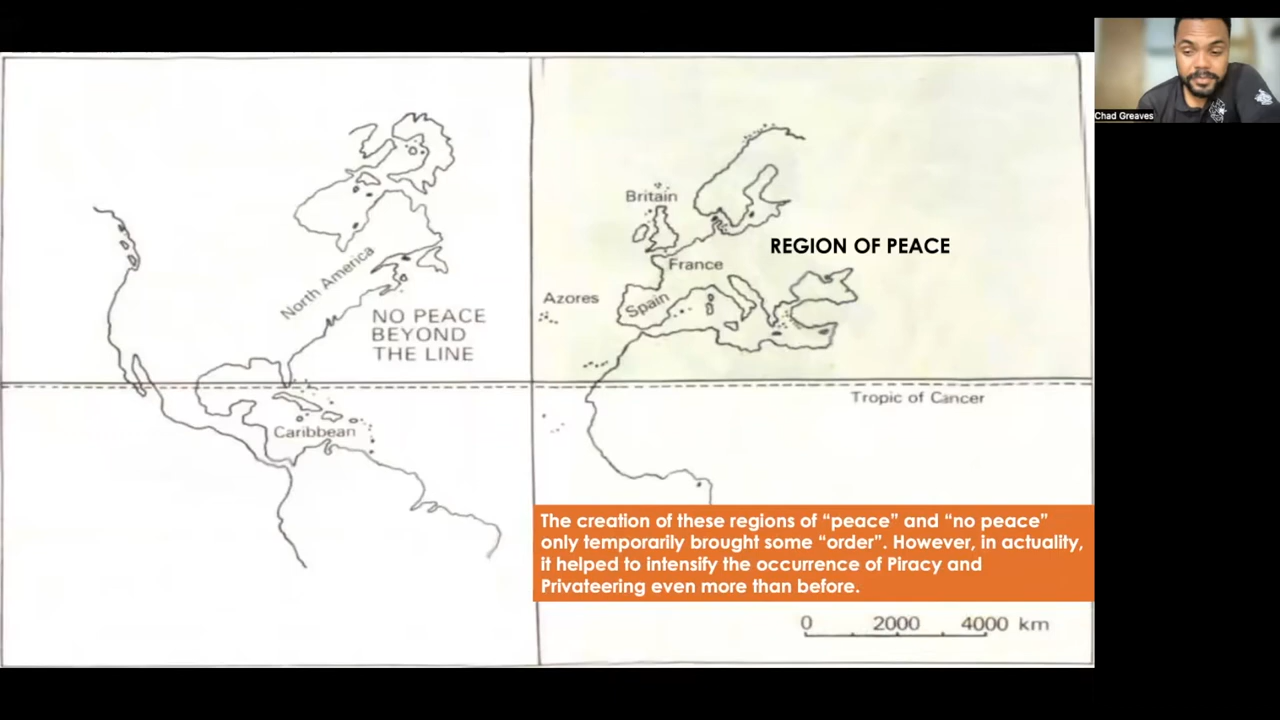 Chad Greaves
Britain
REGION OF PEACE
North America
France
Azores
Spain
NO PEACE
BEYOND
THE LINE
Tropic of Cancer
Caribbean
The creation of these regions of “peace” and “no peace”
only temporarily brought some “order”. However, in actuality,
it helped to intensify the occurrence of Piracy and
Privateering even more than before.
0 2000 4000 km